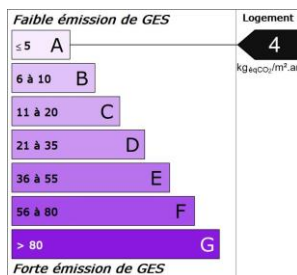 Faible émission de GES
Logement
≤ 5 A
4
kgéqCO₂/m².an
6 à 10 B
11 à 20 C
21 à 35 D
36 à 55 E
56 à 80 F
> 80 G
Forte émission de GES